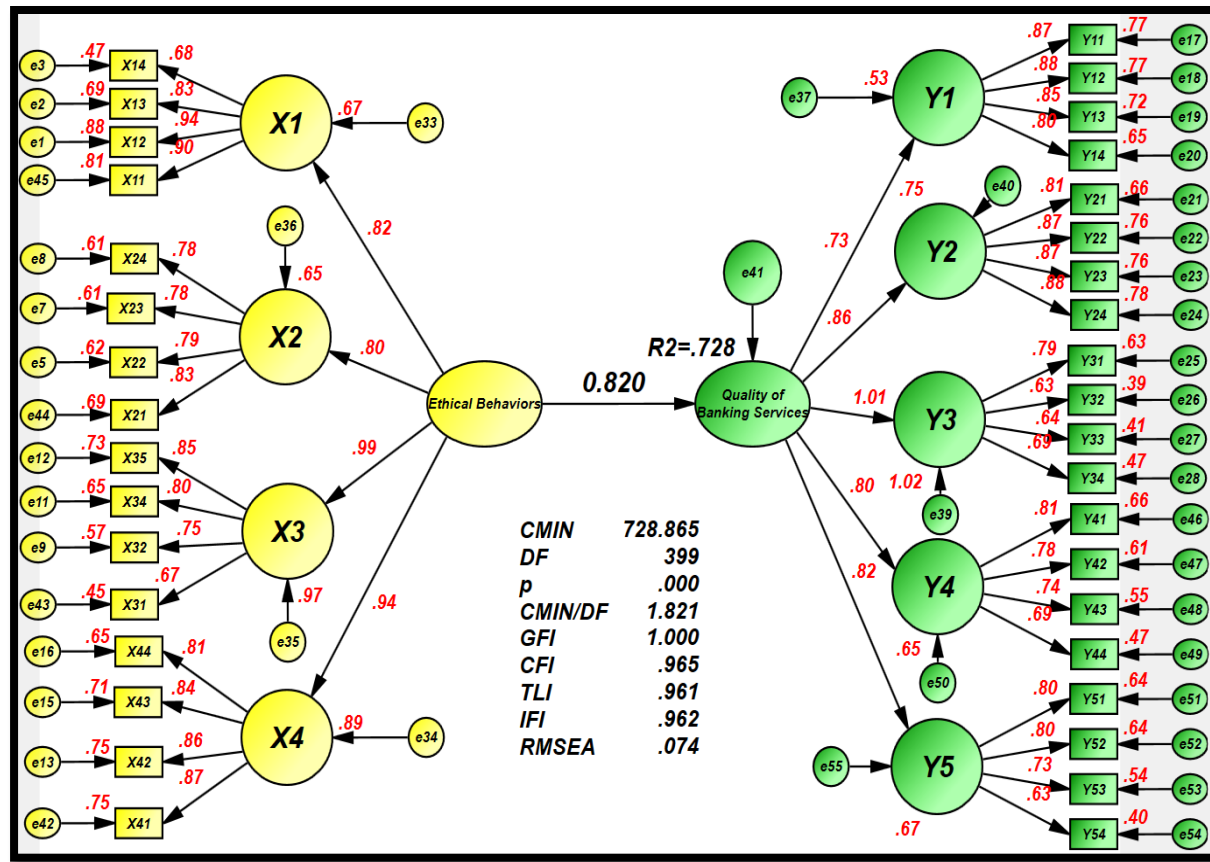 e3 .47 X14 .68
e2 .69 X13 .83
e1 .88 X12 .94
e45 .81 X11 .90
X1 .67 e33
e36
.65
e8 .61 X24 .78
e7 .61 X23 .78
e5 .62 X22 .79
e44 .69 X21 .83
X2
e12 .73 X35 .85
e11 .65 X34 .80
e9 .57 X32 .75
e43 .45 X31 .67
X3
.97
e35
e16 .65 X44 .81
e15 .71 X43 .84
e13 .75 X42 .86
e42 .75 X41 .87
X4 .89 e34
.82
.80
.99
.94
Ethical Behaviors
0.820
R2=.728
e41
Quality of
Banking Services
CMIN 728.865
DF 399
p .000
CMIN/DF 1.821
GFI 1.000
CFI .965
TLI .961
IFI .962
RMSEA .074
.73
.86
1.01
.80
.82
e37 .53 Y1
.87 Y11 .77 e17
.88 Y12 .77 e18
.85 Y13 .72 e19
.80 Y14 .65 e20
.75 e40
Y2
.81 Y21 .66 e21
.87 Y22 .76 e22
.87 Y23 .76 e23
.88 Y24 .78 e24
Y3
.79 Y31 .63 e25
.63 Y32 .39 e26
.64 Y33 .41 e27
.69 Y34 .47 e28
1.02
e39
Y4
.81 Y41 .66 e46
.78 Y42 .61 e47
.74 Y43 .55 e48
.69 Y44 .47 e49
.65
e50
e55 Y5
.67
.80 Y51 .64 e51
.80 Y52 .64 e52
.73 Y53 .54 e53
.63 Y54 .40 e54